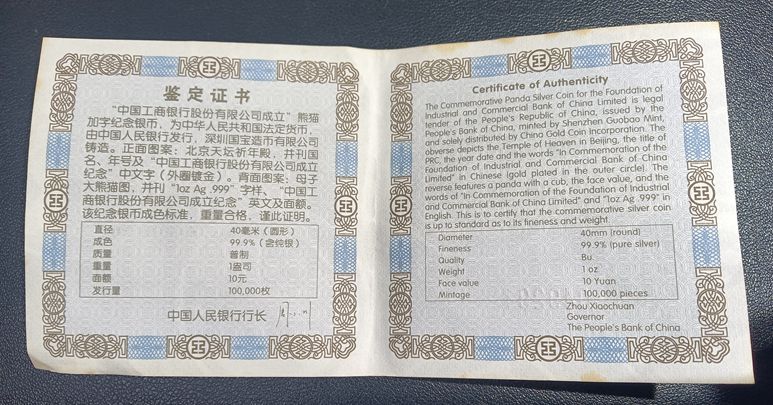 鉴定证书
“中国工商银行股份有限公司成立”熊猫
加字纪念银币，为中华人民共和国法定货币，
由中国人民银行发行，深圳国宝造币有限公司
铸造。正面图案：北京天坛祈年殿，并刊国
名、年号及“中国工商银行股份有限公司成立
纪念”中文字（外圈镀金）。背面图案：母子
大熊猫图，并刊“1oz Ag .999”字样、“中国工
商银行股份有限公司成立纪念”英文及面额。
该纪念银币成色标准，重量合格，谨此证明。
直径 40毫米（圆形）
成色 99.9%（含纯银）
质量 普制
重量 1盎司
面额 10元
发行量 100,000枚
中国人民银行行长
Certificate of Authenticity
The Commemorative Panda Silver Coin for the Foundation of
Industrial and Commercial Bank of China Limited is legal
tender of the People's Republic of China, issued by the
People's Bank of China, minted by Shenzhen Guobao Mint,
and solely distributed by China Gold Coin Incorporation. The
obverse depicts the Temple of Heaven in Beijing, the title of
PRC, the year date and the words "In Commemoration of the
Foundation of Industrial and Commercial Bank of China
Limited" in Chinese (gold plated in the outer circle). The
reverse features a panda with a cub, the face value, and the
words of "In Commemoration of the Foundation of Industrial
and Commercial Bank of China Limited" and "1oz Ag .999" in
English. This is to certify that the commemorative silver coin
is up to standard as to its fineness and weight.
Diameter 40mm (round)
Fineness 99.9% (pure silver)
Quality Bu.
Weight 1 oz
Face value 10 Yuan
Mintage 100,000 pieces
Zhou Xiaochuan
Governor
The People's Bank of China